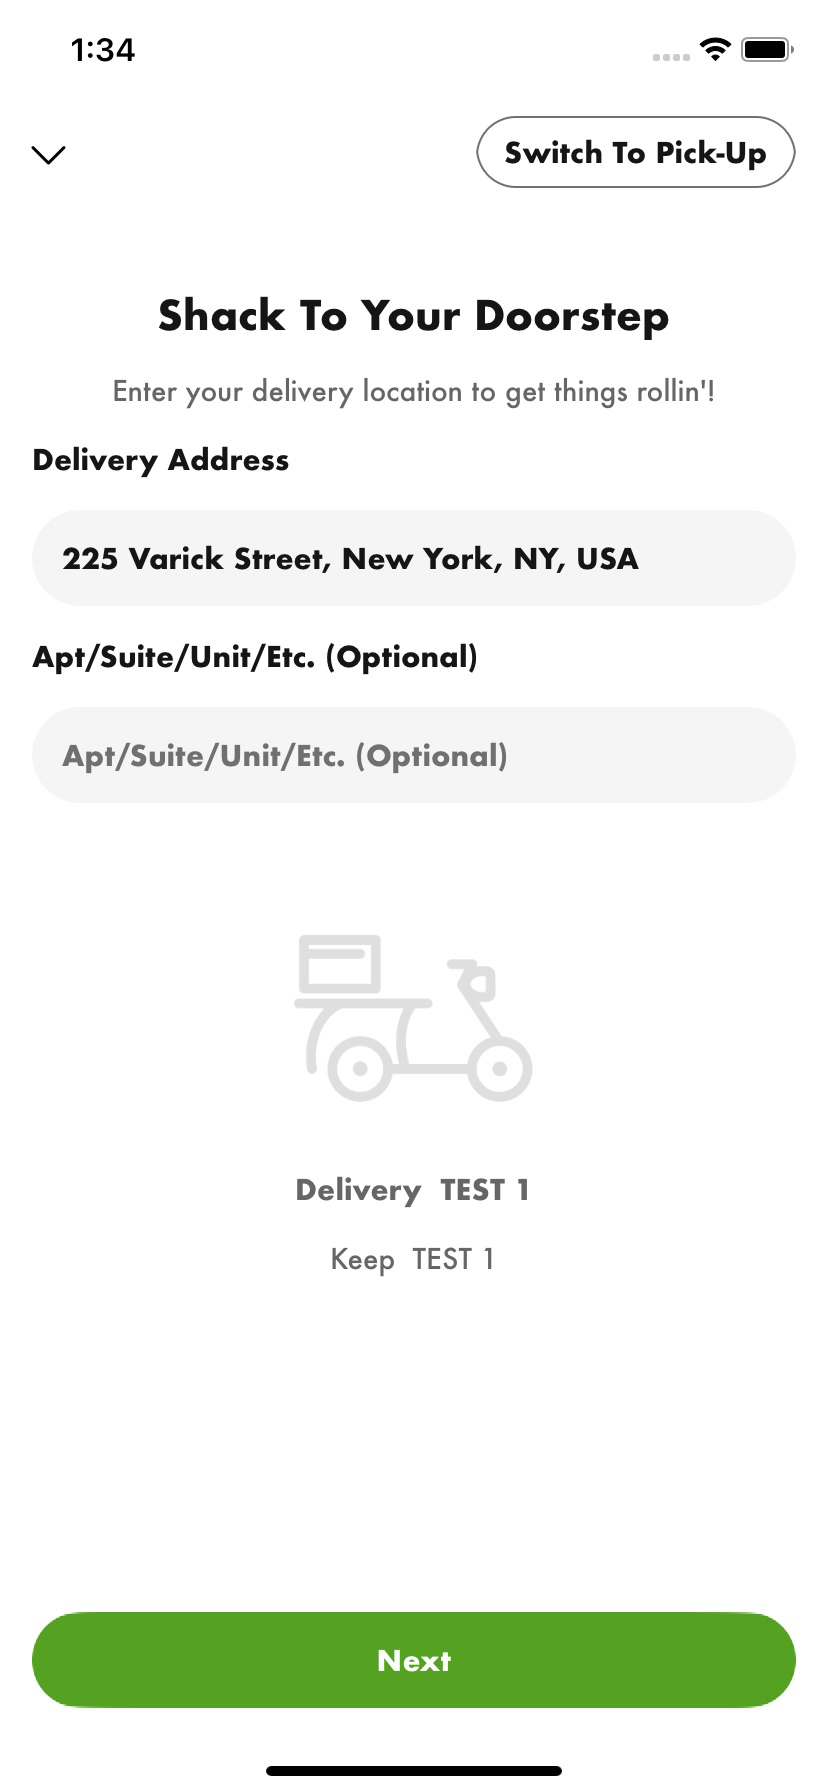 1:34
Switch To Pick-Up
Shack To Your Doorstep
Enter your delivery location to get things rollin'!
Delivery Address
225 Varick Street, New York, NY, USA
Apt/Suite/Unit/Etc. (Optional)
Apt/Suite/Unit/Etc. (Optional)
Delivery TEST 1
Keep TEST 1
Next